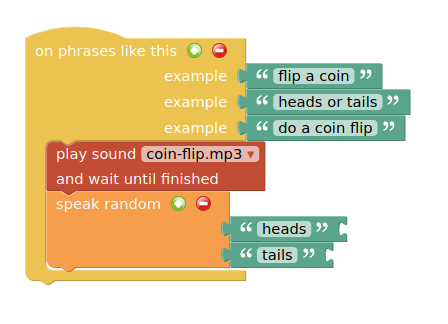 on phrases like this
example “ flip a coin ”
example “ heads or tails ”
example “ do a coin flip ”
play sound coin-flip.mp3 ▾
and wait until finished
speak random
“ heads ”
“ tails ”